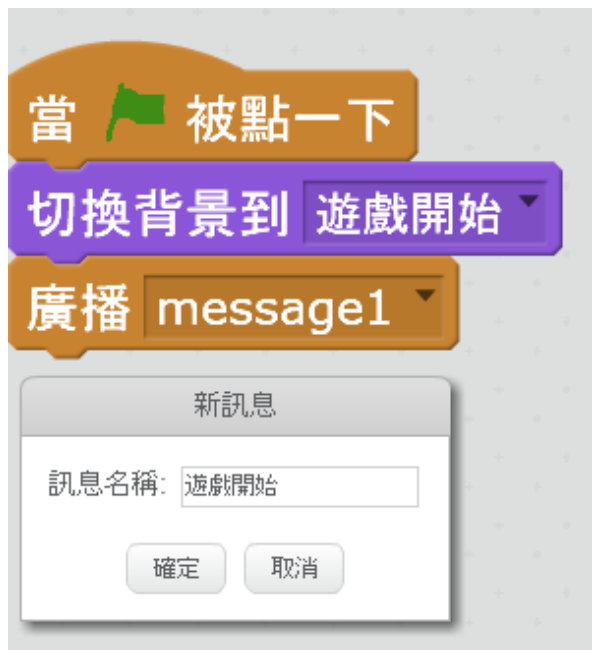 當 被點一下
切換背景到 遊戲開始
廣播 message1
新訊息
訊息名稱: 遊戲開始
確定 取消